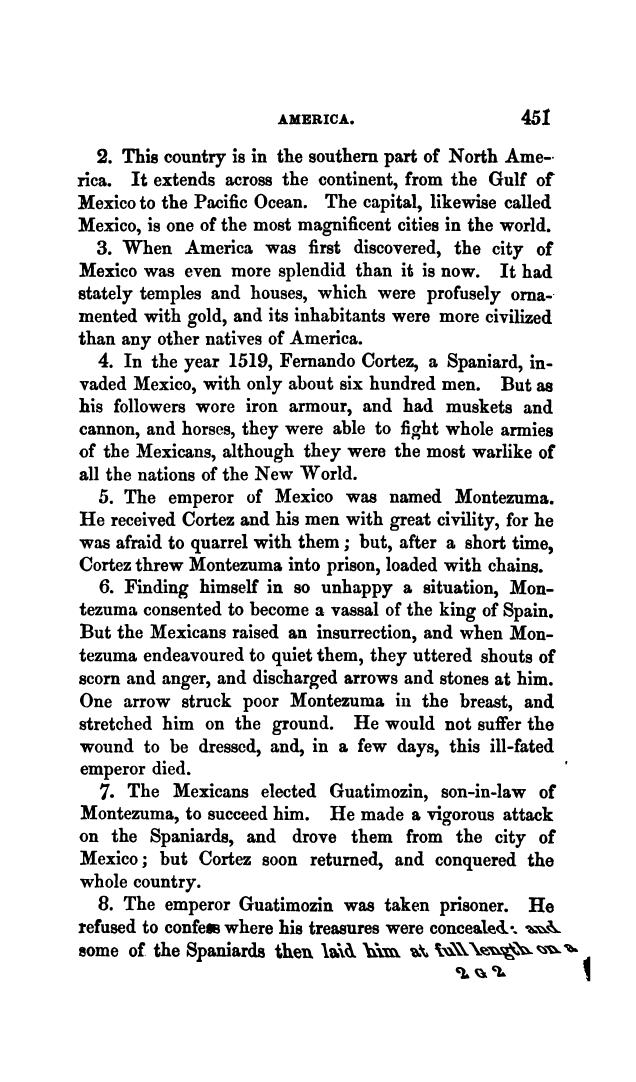 AMERICA. 451
2. This country is in the southern part of North Ame-
rica. It extends across the continent, from the Gulf of
Mexico to the Pacific Ocean. The capital, likewise called
Mexico, is one of the most magnificent cities in the world.
3. When America was first discovered, the city of
Mexico was even more splendid than it is now. It had
stately temples and houses, which were profusely orna-
mented with gold, and its inhabitants were more civilized
than any other natives of America.
4. In the year 1519, Fernando Cortez, a Spaniard, in-
vaded Mexico, with only about six hundred men. But as
his followers wore iron armour, and had muskets and
cannon, and horses, they were able to fight whole armies
of the Mexicans, although they were the most warlike of
all the nations of the New World.
5. The emperor of Mexico was named Montezuma.
He received Cortez and his men with great civility, for he
was afraid to quarrel with them; but, after a short time,
Cortez threw Montezuma into prison, loaded with chains.
6. Finding himself in so unhappy a situation, Mon-
tezuma consented to become a vassal of the king of Spain.
But the Mexicans raised an insurrection, and when Mon-
tezuma endeavoured to quiet them, they uttered shouts of
scorn and anger, and discharged arrows and stones at him.
One arrow struck poor Montezuma in the breast, and
stretched him on the ground. He would not suffer the
wound to be dressed, and, in a few days, this ill-fated
emperor died.
7. The Mexicans elected Guatimozin, son-in-law of
Montezuma, to succeed him. He made a vigorous attack
on the Spaniards, and drove them from the city of
Mexico; but Cortez soon returned, and conquered the
whole country.
8. The emperor Guatimozin was taken prisoner. He
refused to confess where his treasures were concealed; and
some of the Spaniards then laid him at full length on a
2 G 2